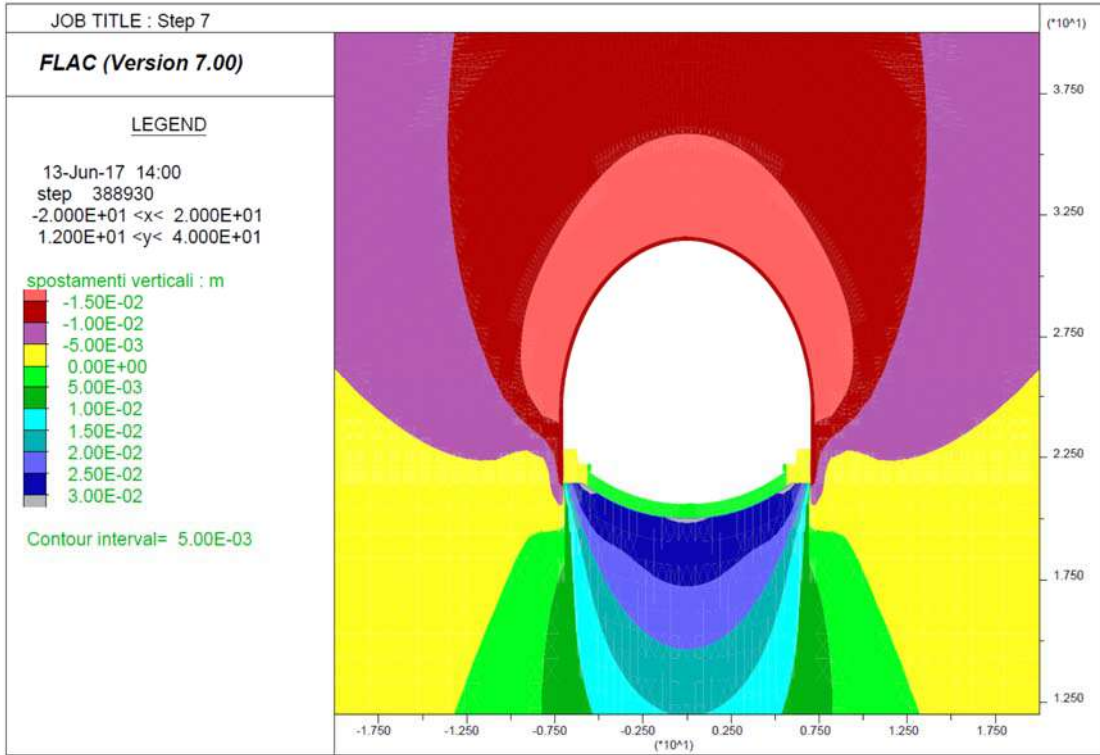 JOB TITLE : Step 7
(*10^1)
FLAC (Version 7.00)
LEGEND
13-Jun-17 14:00
step 388930
-2.000E+01 <x< 2.000E+01
1.200E+01 <y< 4.000E+01
spostamenti verticali : m
-1.50E-02
-1.00E-02
-5.00E-03
0.00E+00
5.00E-03
1.00E-02
1.50E-02
2.00E-02
2.50E-02
3.00E-02
Contour interval= 5.00E-03
3.750
3.250
2.750
2.250
1.750
1.250
-1.750 -1.250 -0.750 -0.250 0.250 0.750 1.250 1.750
(*10^1)